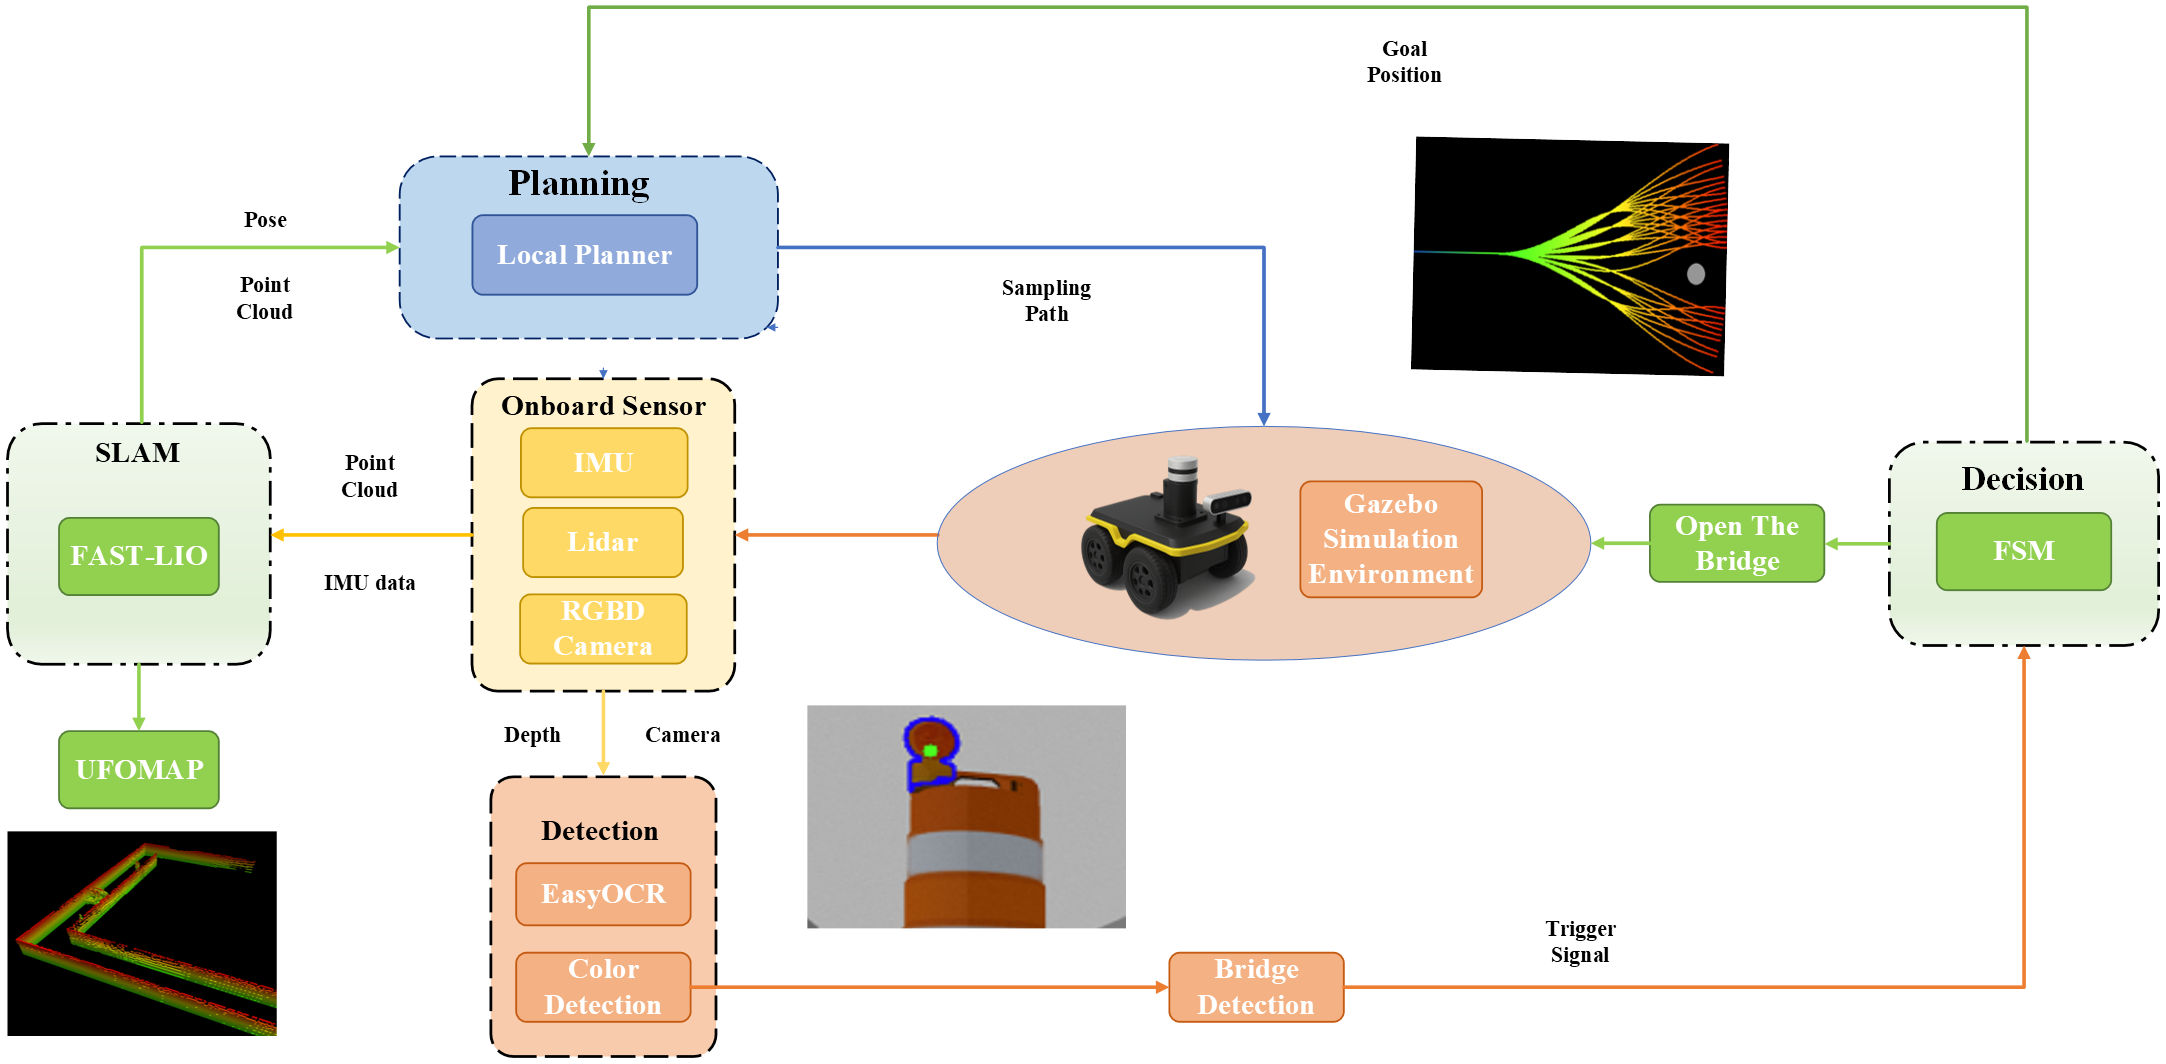 Goal
Position
Planning
Local Planner
Pose
Point
Cloud
Sampling
Path
SLAM
FAST-LIO
UFOMAP
Point
Cloud
IMU data
Onboard Sensor
IMU
Lidar
RGBD
Camera
Gazebo
Simulation
Environment
Open The
Bridge
Decision
FSM
Depth
Camera
Detection
EasyOCR
Color
Detection
Bridge
Detection
Trigger
Signal